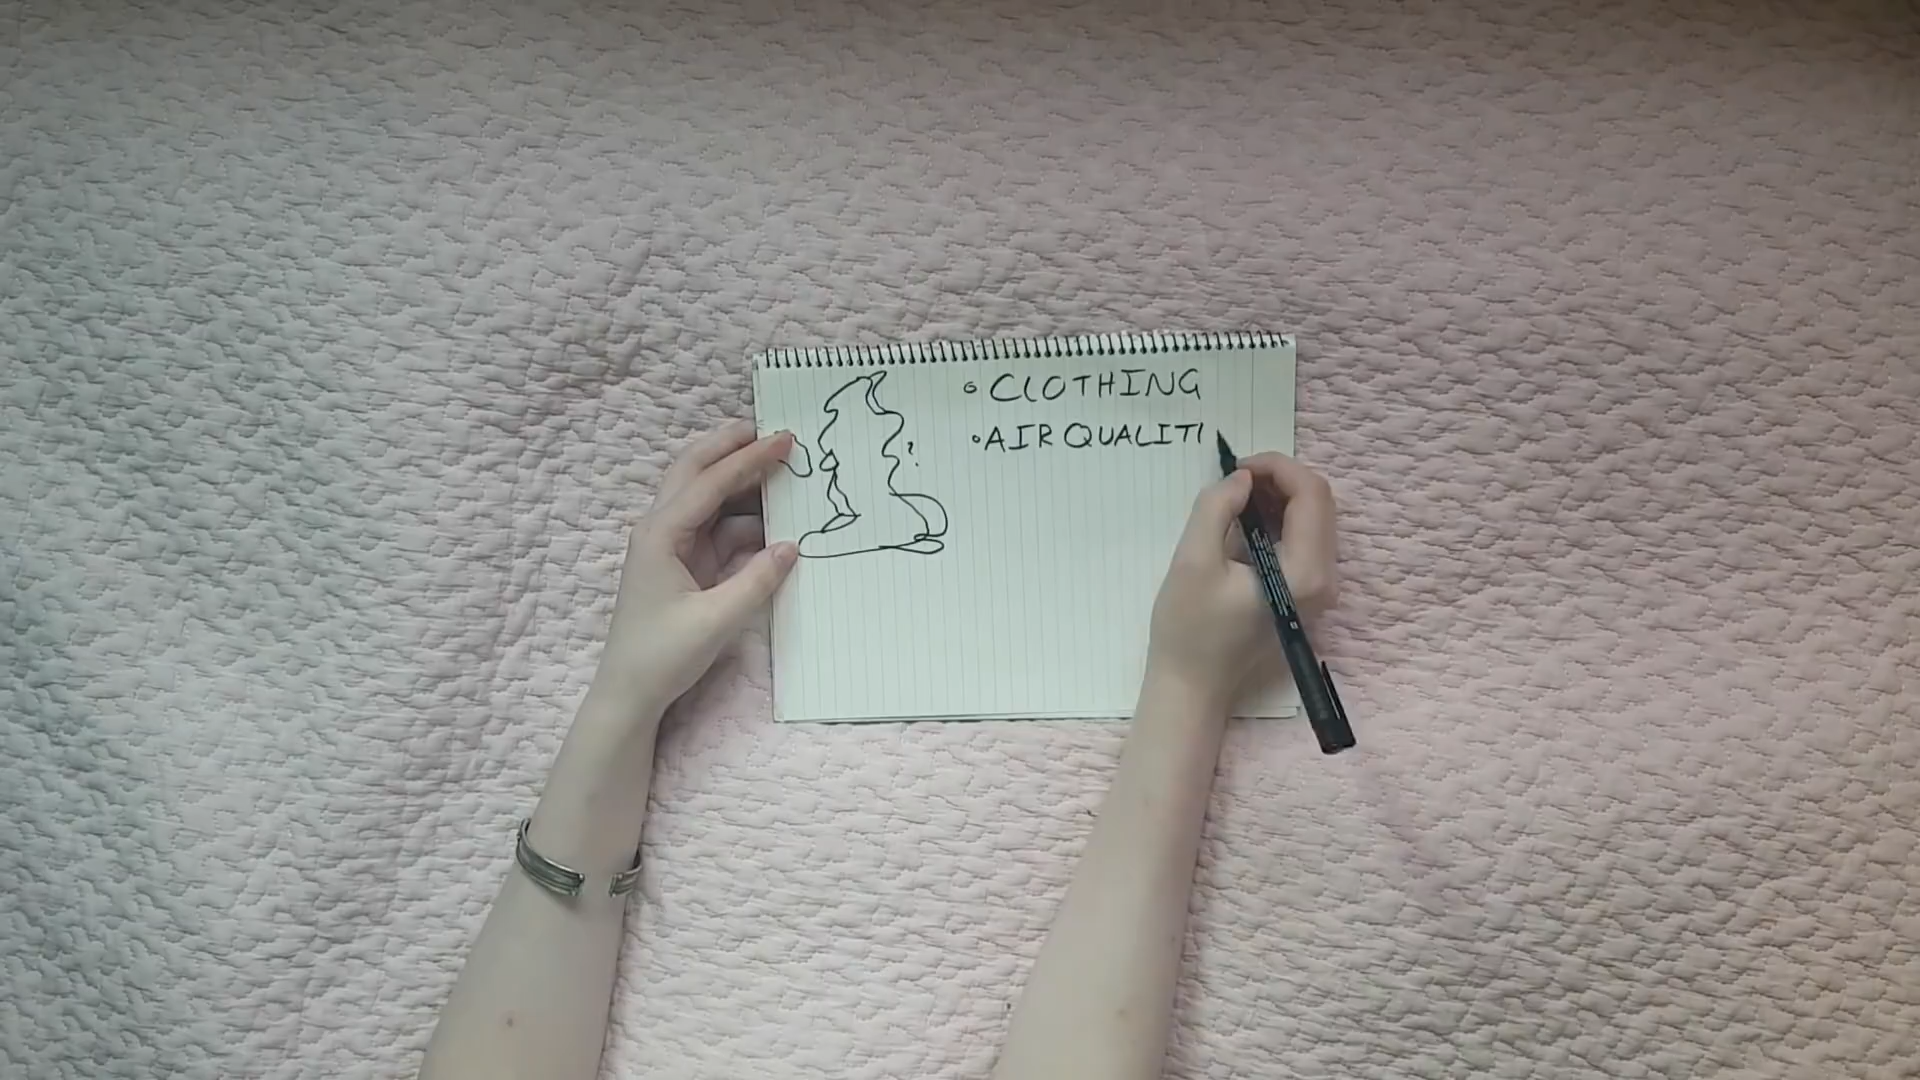 • CLOTHING
• AIR QUALITI
?